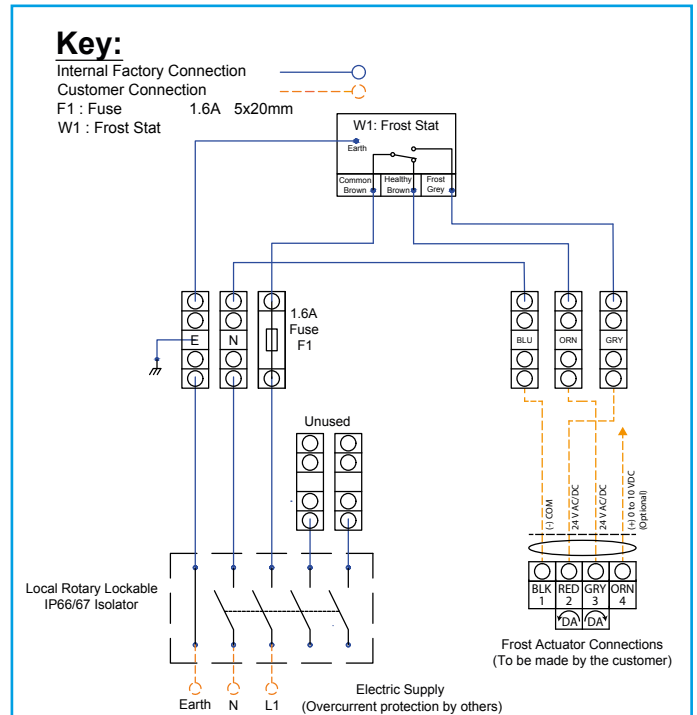 Key:
Internal Factory Connection
Customer Connection
F1 : Fuse 1.6A 5x20mm
W1 : Frost Stat
W1: Frost Stat
Earth
Common Brown
Healthy Brown
Frost Grey
E
N
1.6A
Fuse
F1
BLU
ORN
GRY
Unused
(-) COM
24 V AC/DC
24 V AC/DC
(+) 0 to 10 VDC
(Optional)
BLK
1
RED
2
GRY
3
ORN
4
DA
DA
Local Rotary Lockable
IP66/67 Isolator
Frost Actuator Connections
(To be made by the customer)
Earth N L1
Electric Supply
(Overcurrent protection by others)